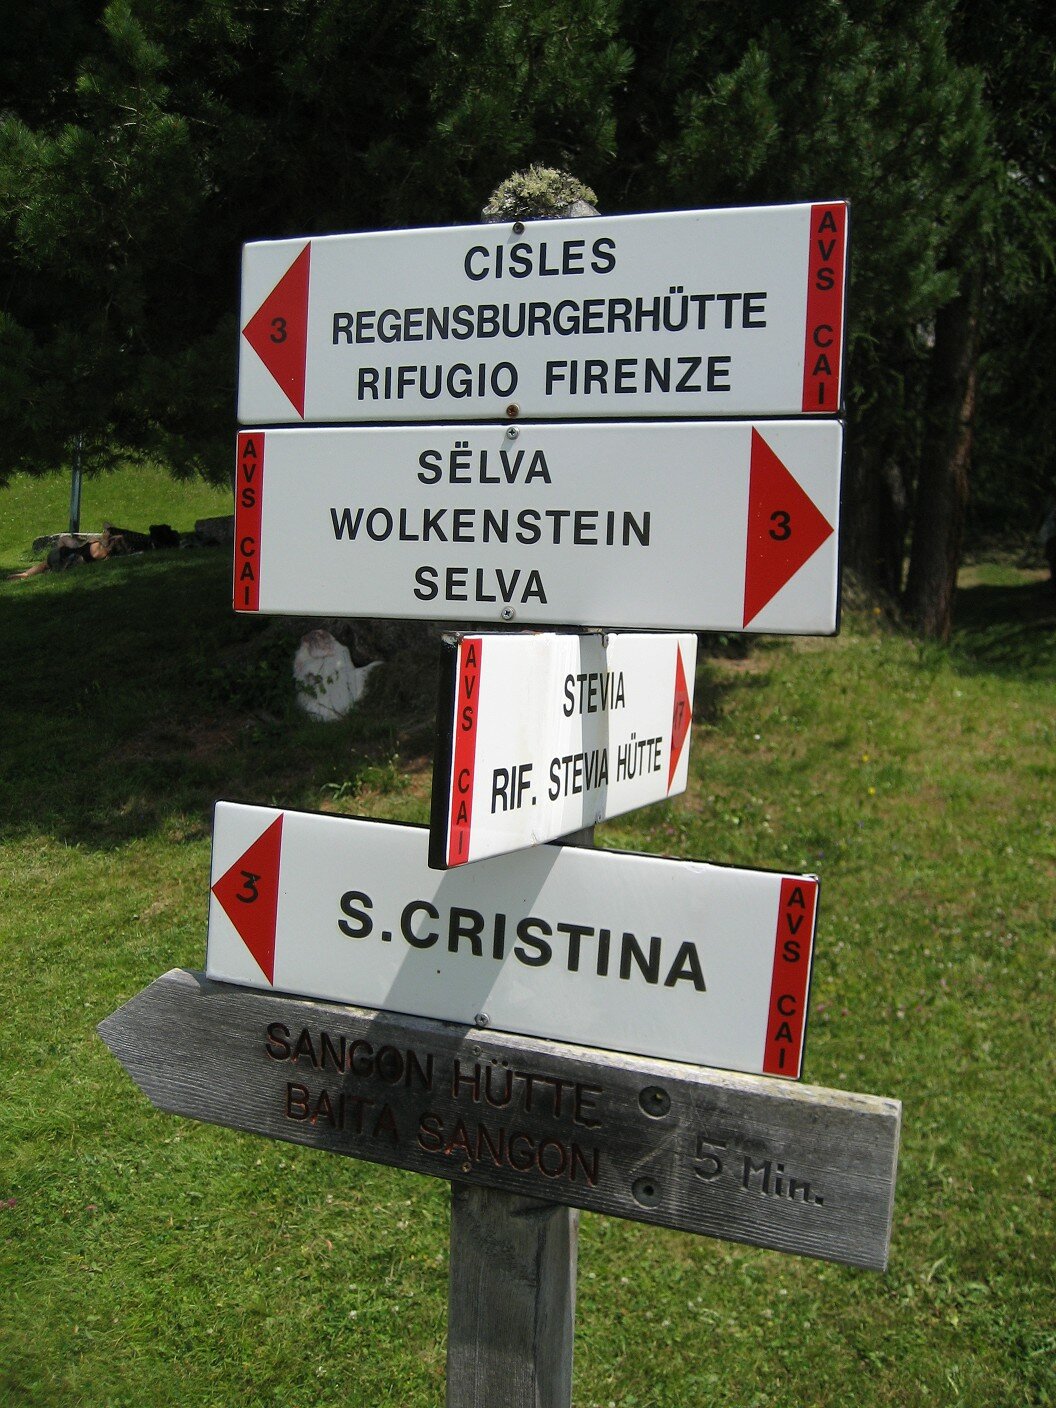 3
CISLES
REGENSBURGERHÜTTE
RIFUGIO FIRENZE
AVS CAI
AVS CAI
SËLVA
WOLKENSTEIN
SELVA
3
AVS CAI
STEVIA
RIF. STEVIA HÜTTE
17
3
S.CRISTINA
AVS CAI
SANGON HÜTTE
BAITA SANGON
5 Min.